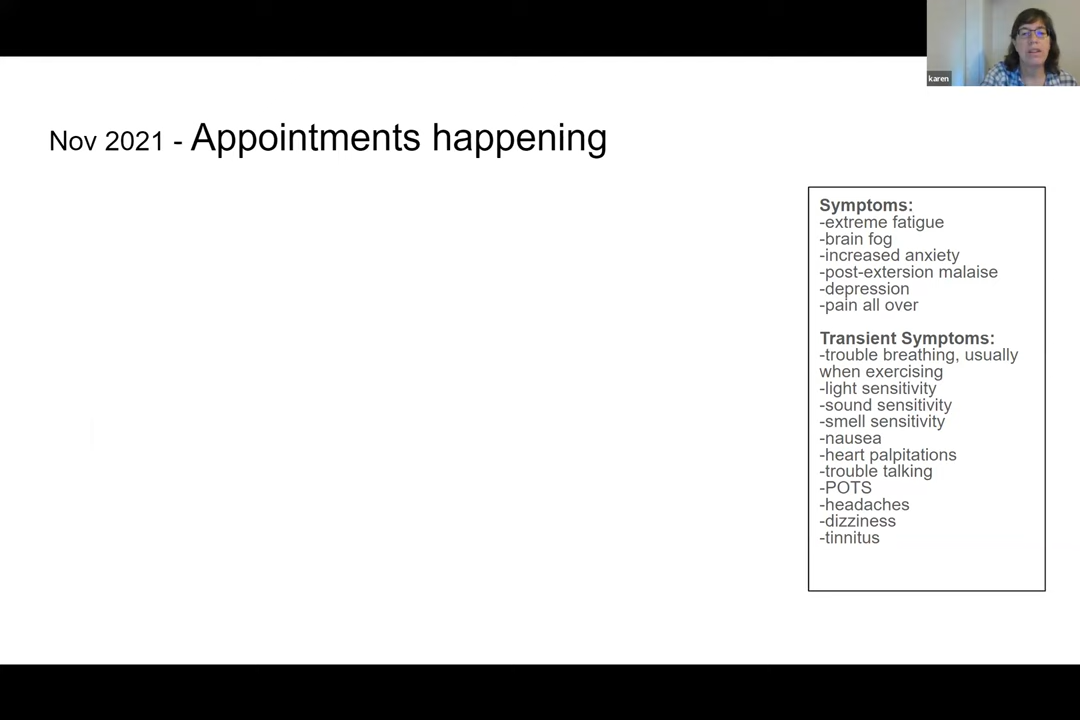 karen
Nov 2021 - Appointments happening
Symptoms:
-extreme fatigue
-brain fog
-increased anxiety
-post-extersion malaise
-depression
-pain all over
Transient Symptoms:
-trouble breathing, usually
when exercising
-light sensitivity
-sound sensitivity
-smell sensitivity
-nausea
-heart palpitations
-trouble talking
-POTS
-headaches
-dizziness
-tinnitus